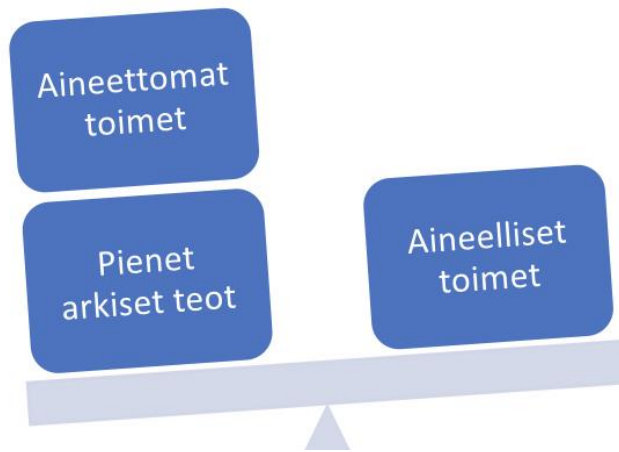 Aineettomat
toimet
Pienet
arkiset teot
Aineelliset
toimet